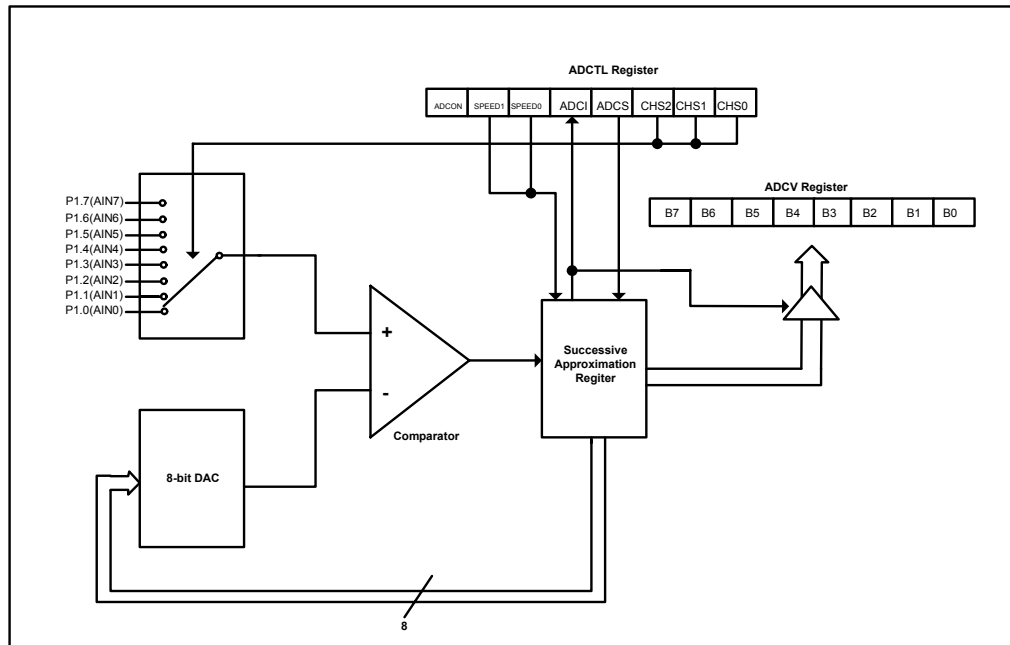 ADCTL Register
ADCON SPEED1 SPEED0 ADCI ADCS CHS2 CHS1 CHS0
ADCV Register
B7 B6 B5 B4 B3 B2 B1 B0
P1.7(AIN7)
P1.6(AIN6)
P1.5(AIN5)
P1.4(AIN4)
P1.3(AIN3)
P1.2(AIN2)
P1.1(AIN1)
P1.0(AIN0)
+
-
Comparator
Successive
Approximation
Regiter
8-bit DAC
8